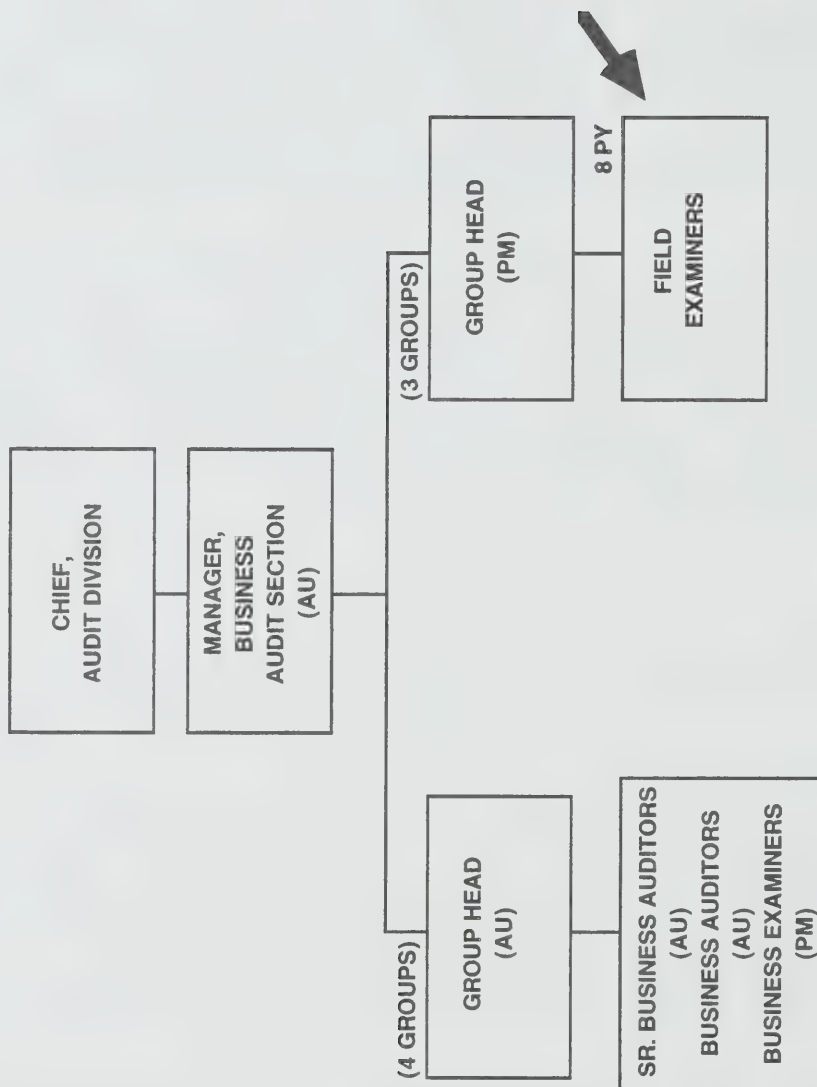 CHIEF,
AUDIT DIVISION
MANAGER,
BUSINESS
AUDIT SECTION
(AU)
(4 GROUPS)
GROUP HEAD
(AU)
SR. BUSINESS AUDITORS
(AU)
BUSINESS AUDITORS
(AU)
BUSINESS EXAMINERS
(PM)
(3 GROUPS)
GROUP HEAD
(PM)
8 PY
FIELD
EXAMINERS